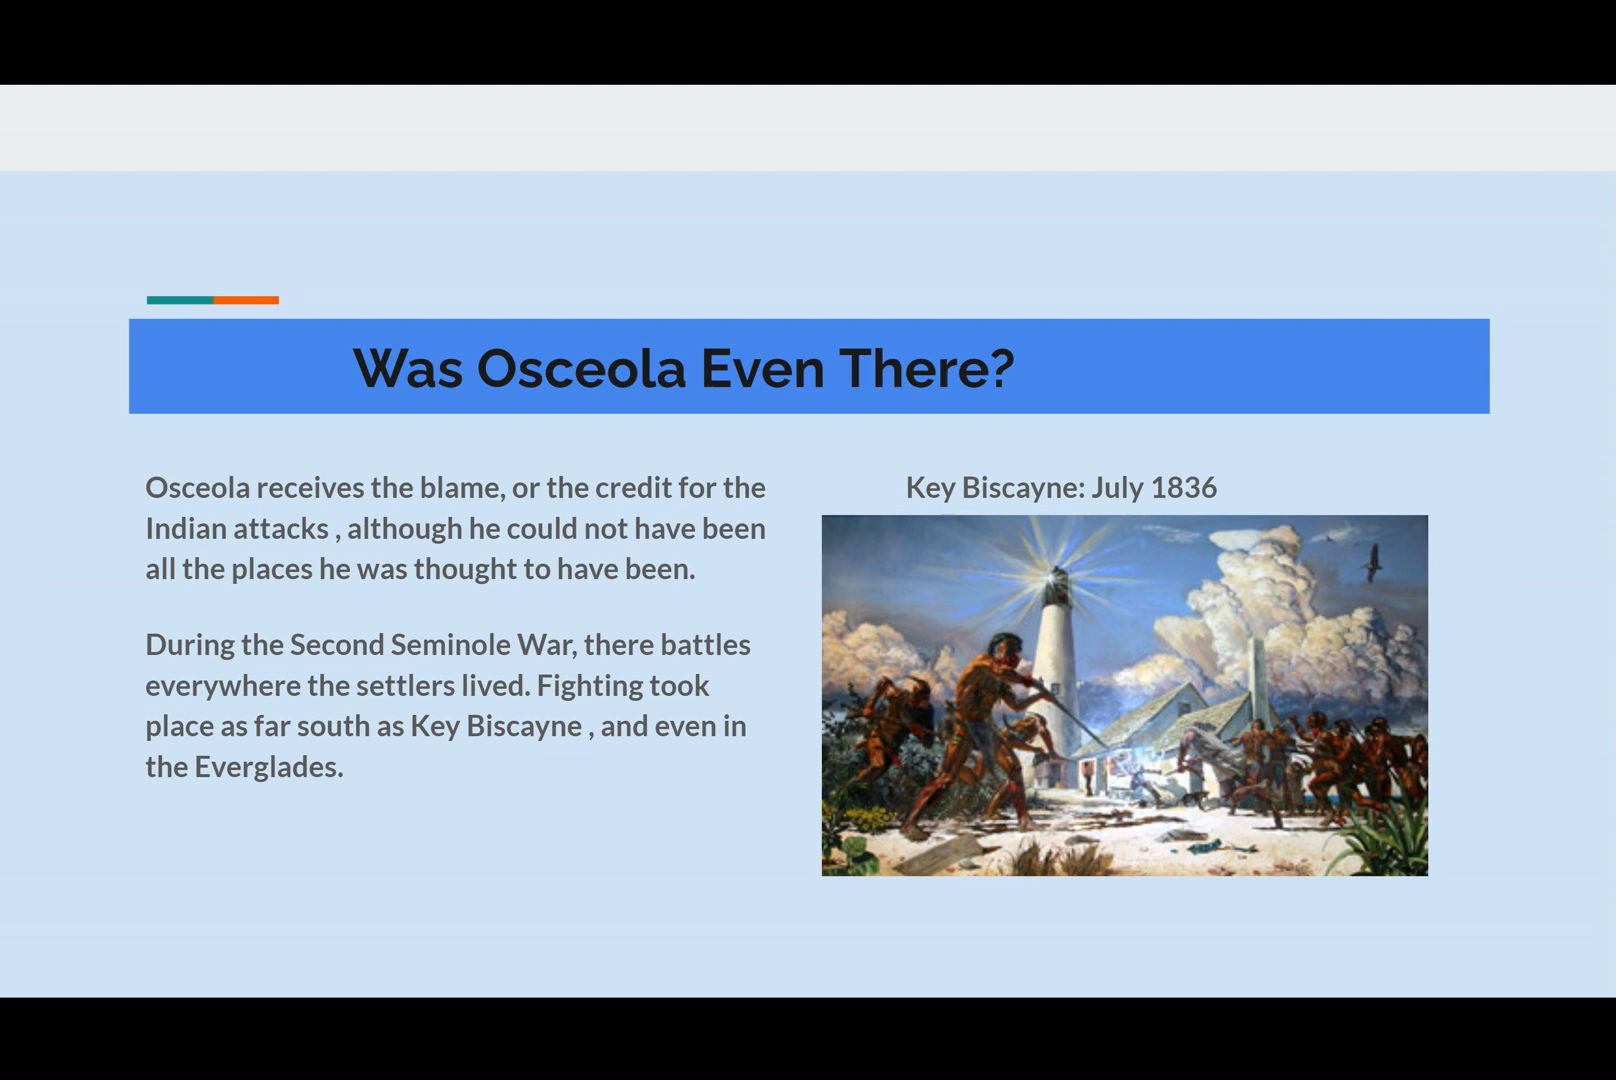 Was Osceola Even There?
Osceola receives the blame, or the credit for the
Indian attacks , although he could not have been
all the places he was thought to have been.
During the Second Seminole War, there battles
everywhere the settlers lived. Fighting took
place as far south as Key Biscayne , and even in
the Everglades.
Key Biscayne: July 1836